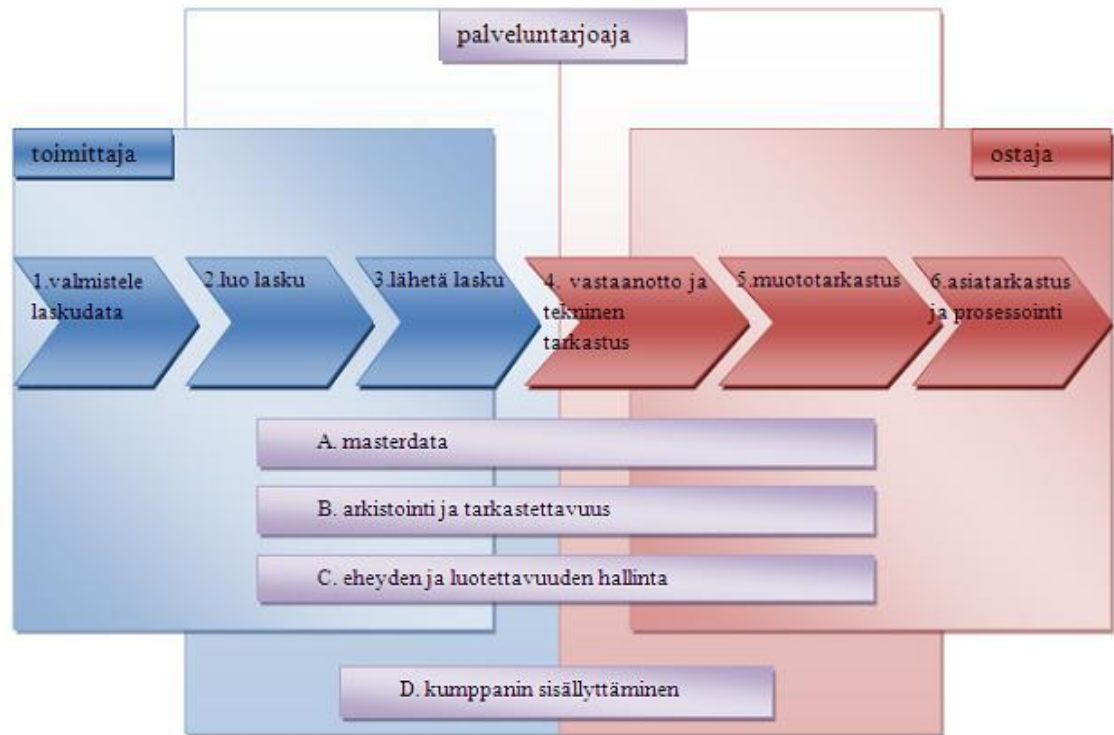 palveluntarjoaja
toimittaja
ostaja
1.valmistele
laskudata
2.luo lasku
3.lähetä lasku
4. vastaanotto ja
tekninen
tarkastus
5.muototarkastus
6.asiatarkastus
ja prosessointi
A. masterdata
B. arkistointi ja tarkastettavuus
C. eheyden ja luotettavuuden hallinta
D. kumppanin sisällyttäminen